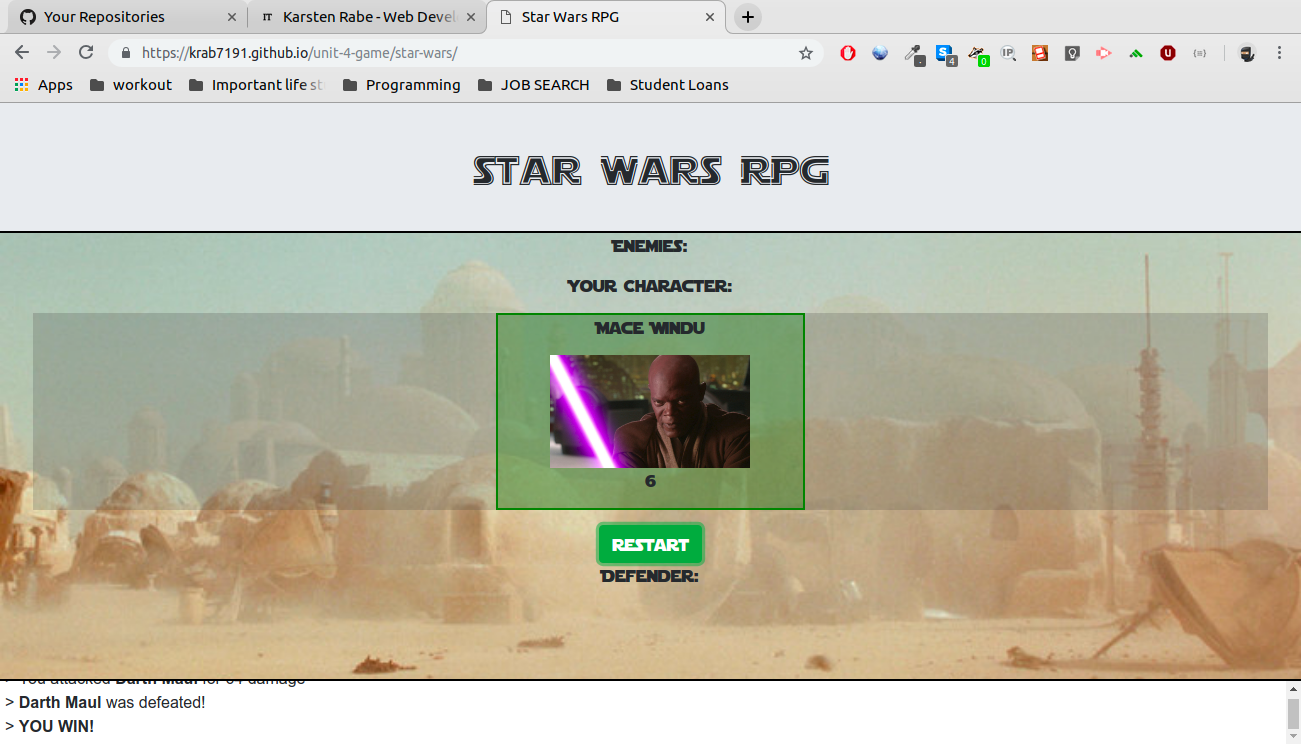 Your Repositories
Karsten Rabe - Web Devel
Star Wars RPG
https://krab7191.github.io/unit-4-game/star-wars/
Apps
workout
Important life st
Programming
JOB SEARCH
Student Loans
STAR WARS RPG
ENEMIES:
YOUR CHARACTER:
MACE WINDU
6
RESTART
DEFENDER:
> You attacked Darth Maul for 64 damage
> Darth Maul was defeated!
> YOU WIN!